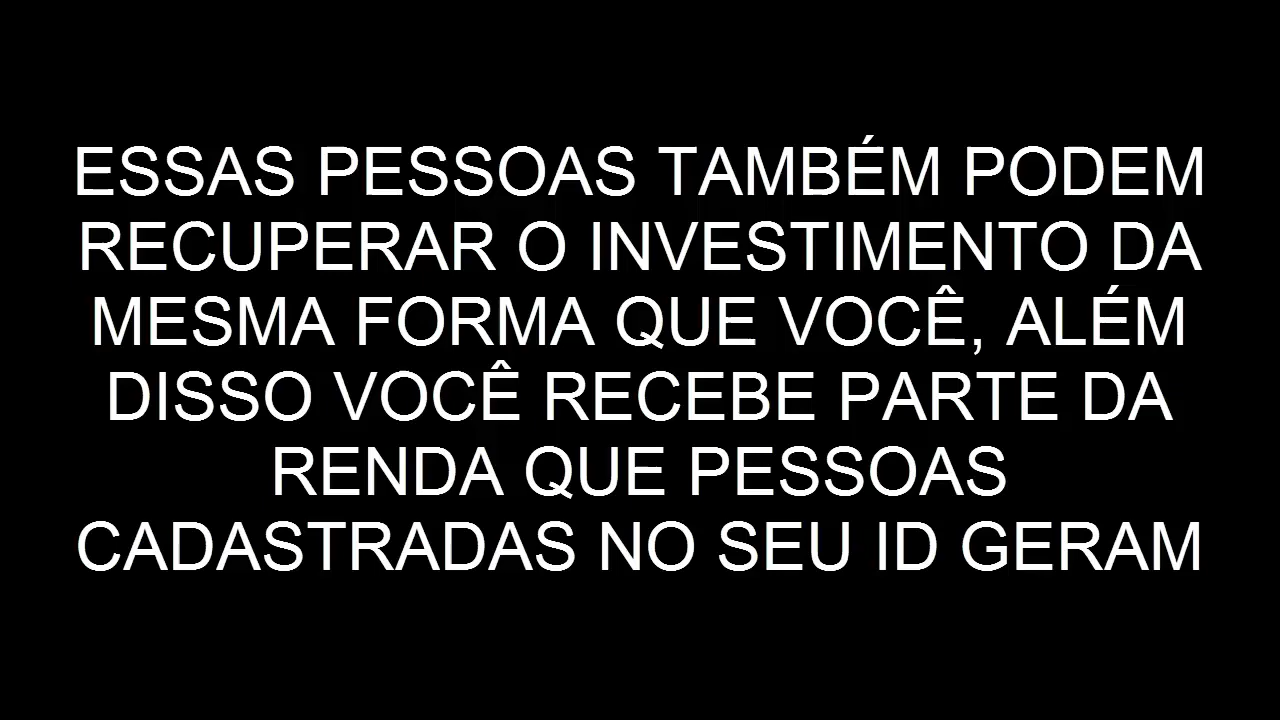 ESSAS PESSOAS TAMBÉM PODEM
RECUPERAR O INVESTIMENTO DA
MESMA FORMA QUE VOCÊ, ALÉM
DISSO VOCÊ RECEBE PARTE DA
RENDA QUE PESSOAS
CADASTRADAS NO SEU ID GERAM